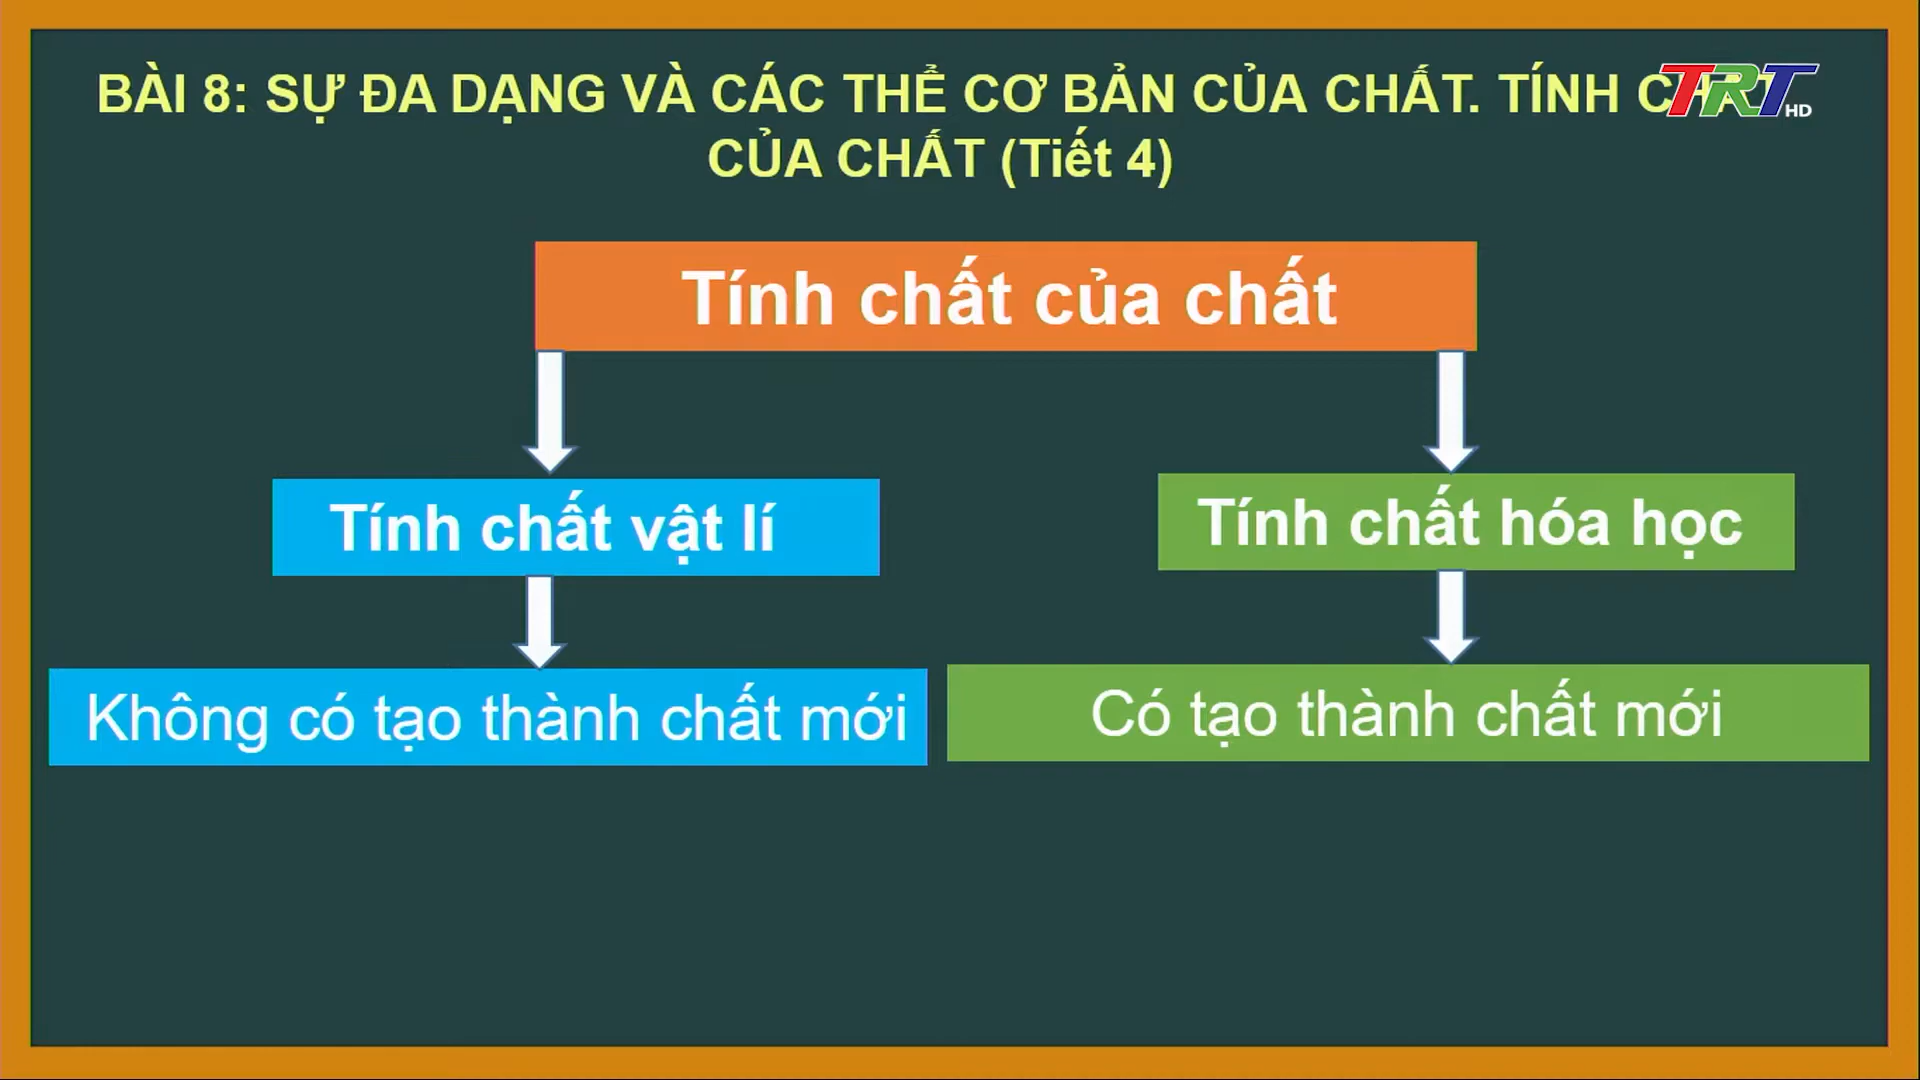 BÀI 8: SỰ ĐA DẠNG VÀ CÁC THỂ CƠ BẢN CỦA CHẤT. TÍNH
TRT HD
CỦA CHẤT (Tiết 4)
Tính chất của chất
Tính chất vật lí
Tính chất hóa học
Không có tạo thành chất mới
Có tạo thành chất mới